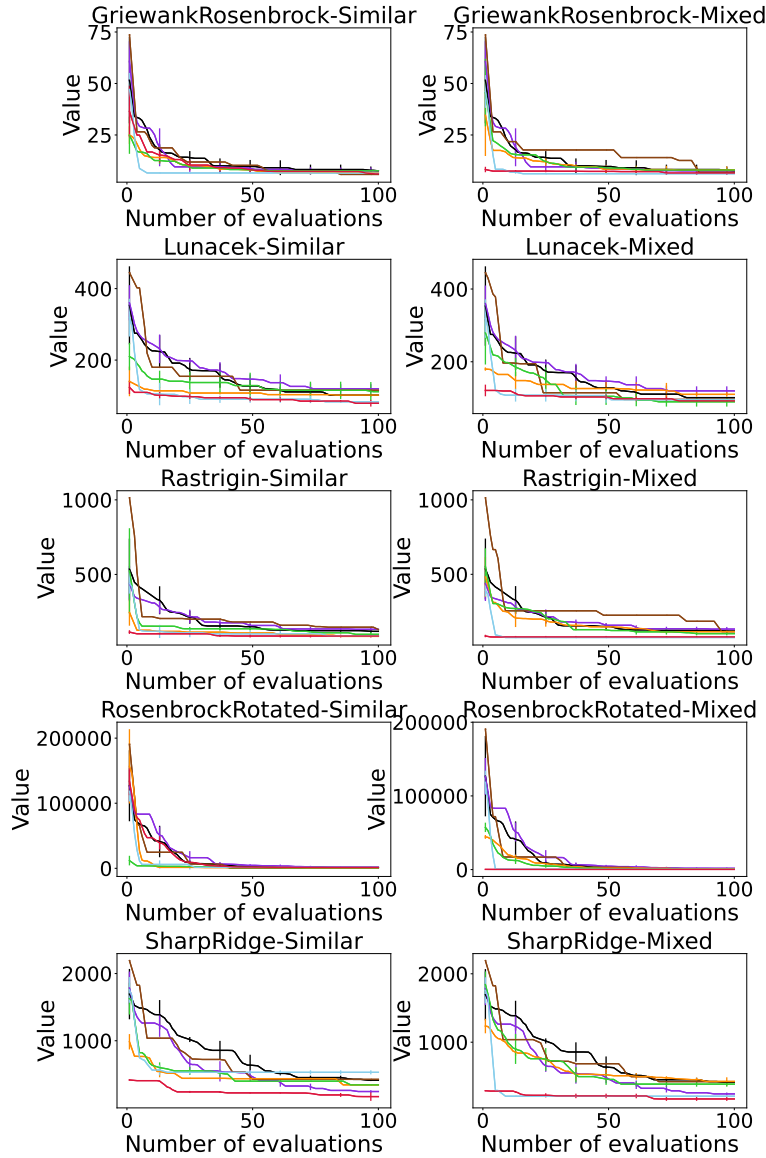 GriewankRosenbrock-Similar
GriewankRosenbrock-Mixed
75
50
25
Value
0
50
100
Number of evaluations
75
50
25
Value
0
50
100
Number of evaluations
Lunacek-Similar
Lunacek-Mixed
400
200
Value
0
50
100
Number of evaluations
400
200
Value
0
50
100
Number of evaluations
Rastrigin-Similar
Rastrigin-Mixed
1000
500
Value
0
50
100
Number of evaluations
1000
500
Value
0
50
100
Number of evaluations
RosenbrockRotated-Similar
RosenbrockRotated-Mixed
200000
100000
0
Value
0
50
100
Number of evaluations
200000
100000
0
Value
0
50
100
Number of evaluations
SharpRidge-Similar
SharpRidge-Mixed
2000
1000
Value
0
50
100
Number of evaluations
2000
1000
Value
0
50
100
Number of evaluations